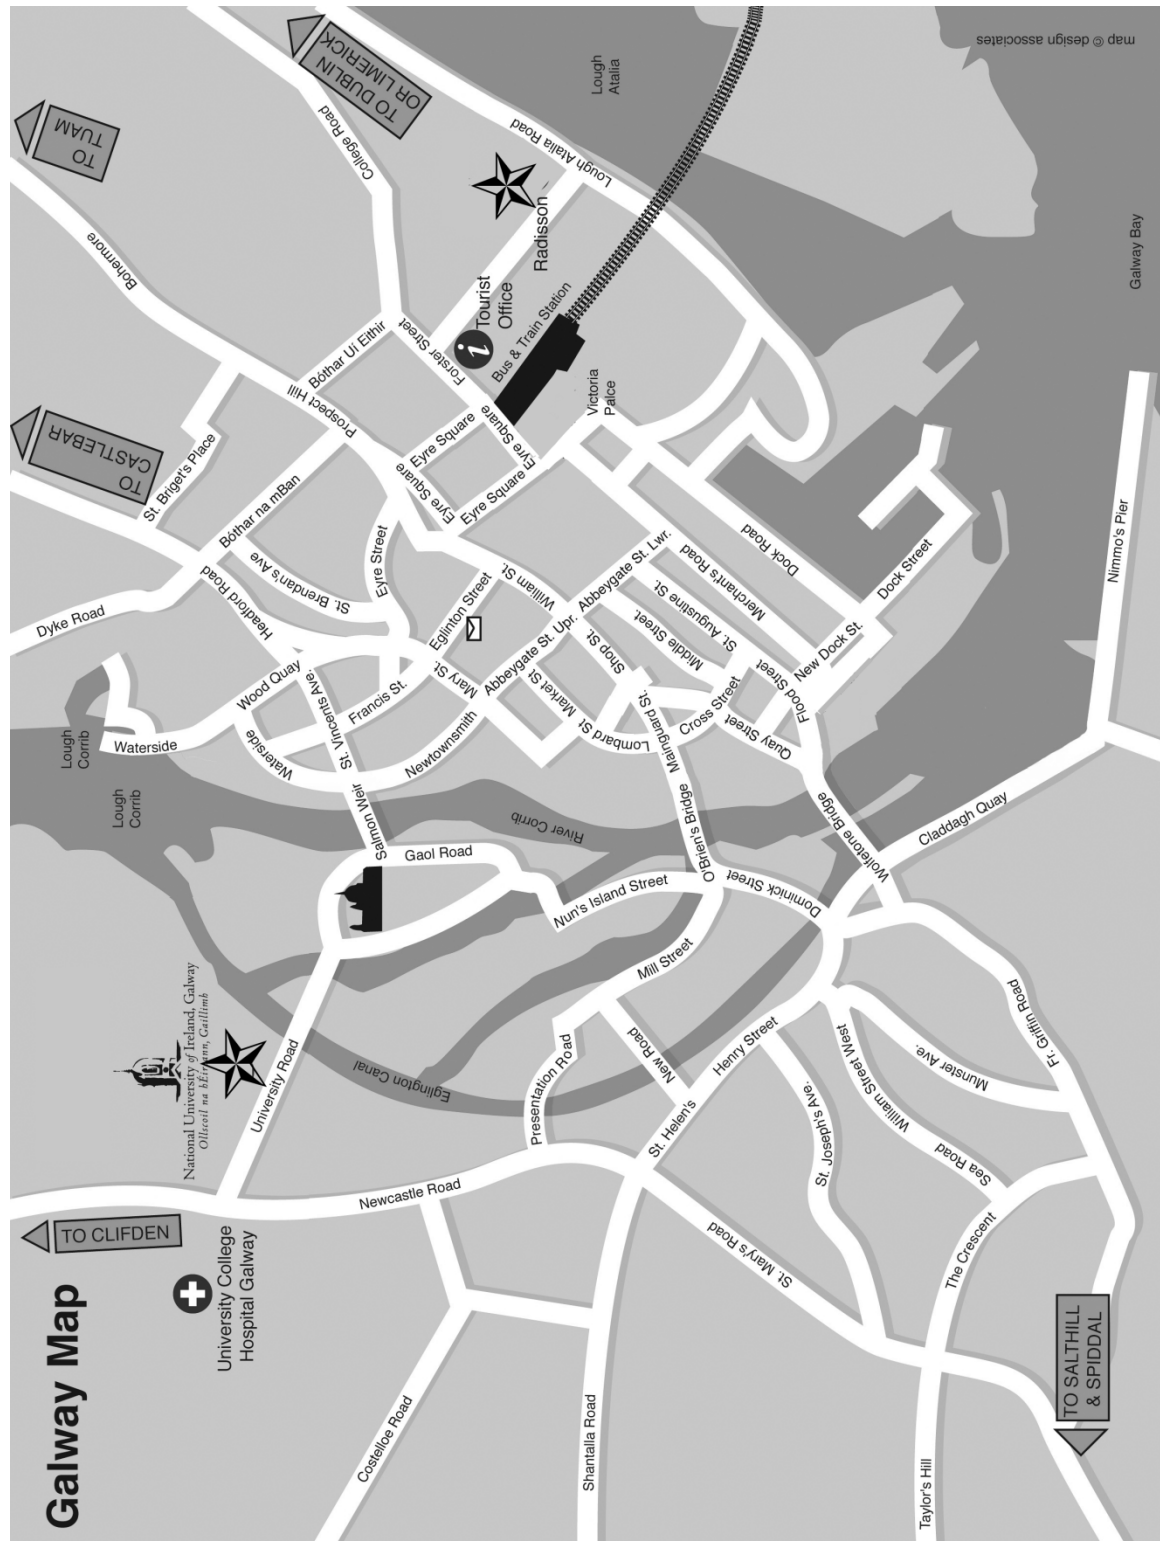 Galway Map
TO CLIFDEN
University College
Hospital Galway
Costelloe Road
Shantalla Road
Taylor's Hill
TO SALTHILL
& SPIDDAL
Newcastle Road
St. Mary's Road
The Crescent
National University of Ireland, Galway
Ollscoil na hÉireann, Gaillimh
University Road
Eglington Canal
Presentation Road
New Road
St. Helen's
Henry Street
St. Joseph's Ave.
William Street West
Sea Road
Munster Ave.
Fr. Griffin Road
Mill Street
Nun's Island Street
Gaol Road
Salmon Weir
River Corrib
O'Brien's Bridge
Dominick Street
Wolfetone Bridge
Claddagh Quay
Nimmo's Pier
Lough
Corrib
Lough
Corrib
Waterside
Waterside
Wood Quay
St. Vincents Ave.
Newtownsmith
Francis St.
Mary St.
Eglinton Street
Dyke Road
Headford Road
St. Brendan's Ave
Eyre Street
Bóthar na mBan
St. Briget's Place
TO
CASTLEBAR
TO
TUAM
TO DUBLIN
OR LIMERICK
Bohermore
College Road
Prospect Hill
Bóthar Uí Eithir
Forster Street
Eyre Square
Eyre Square
Eyre Square
Eyre Square
Eyre Square
William St.
Abbeygate St. Upr.
Abbeygate St. Lwr.
Shop St.
Market St
Lombard St
Mainguard St.
Cross Street
Middle Street.
St. Augustine St.
Merchant's Road
Quay Street
Flood Street
New Dock St.
Dock Road
Dock Street
Tourist
Office
Radisson
Bus & Train Station
Victoria
Palce
Lough Atalia Road
Lough
Atalia
Galway Bay
map © design associates